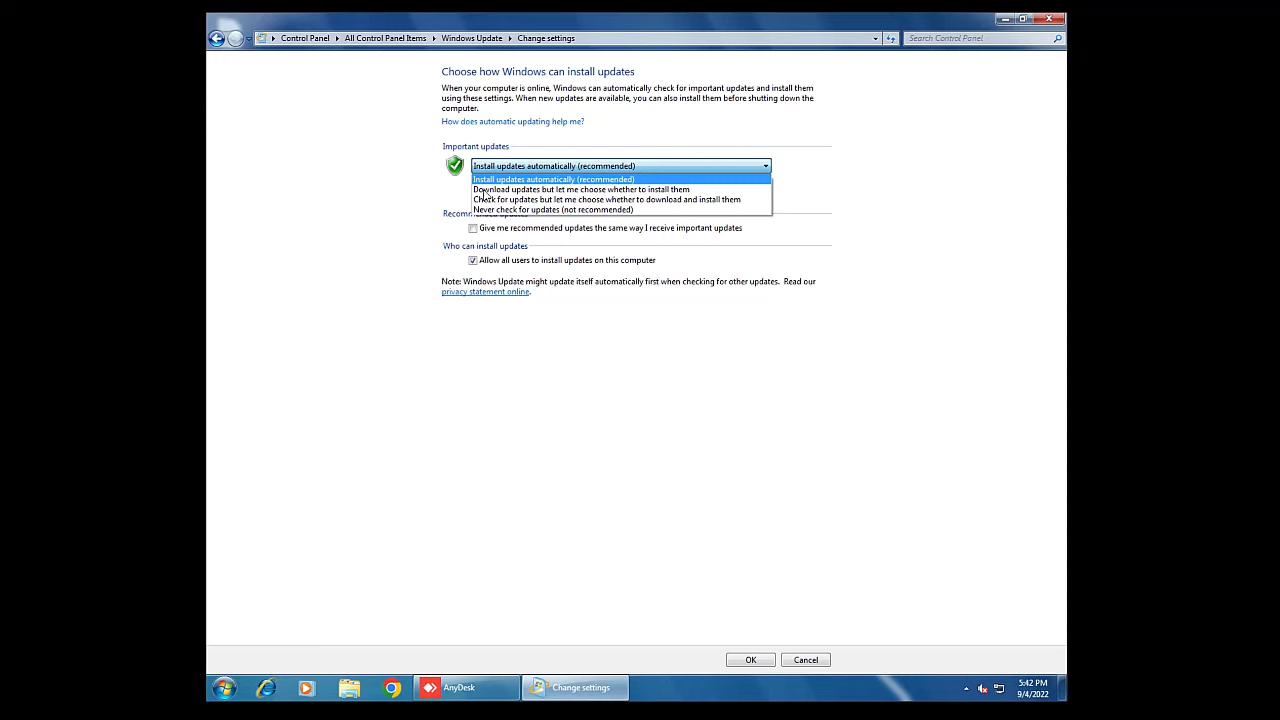 Control Panel ▸ All Control Panel Items ▸ Windows Update ▸ Change settings
Search Control Panel
Choose how Windows can install updates
When your computer is online, Windows can automatically check for important updates and install them
using these settings. When new updates are available, you can also install them before shutting down the
computer.
How does automatic updating help me?
Important updates
Install updates automatically (recommended)
Install updates automatically (recommended)
Download updates but let me choose whether to install them
Check for updates but let me choose whether to download and install them
Never check for updates (not recommended)
Give me recommended updates the same way I receive important updates
Who can install updates
Allow all users to install updates on this computer
Note: Windows Update might update itself automatically first when checking for other updates. Read our
privacy statement online.
OK
Cancel
AnyDesk
Change settings
5:42 PM
9/4/2022